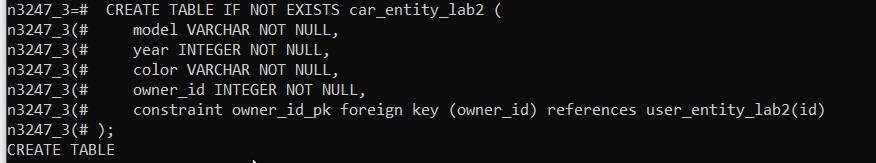 n3247_3=#  CREATE TABLE IF NOT EXISTS car_entity_lab2 (
n3247_3(#     model VARCHAR NOT NULL,
n3247_3(#     year INTEGER NOT NULL,
n3247_3(#     color VARCHAR NOT NULL,
n3247_3(#     owner_id INTEGER NOT NULL,
n3247_3(#     constraint owner_id_pk foreign key (owner_id) references user_entity_lab2(id)
n3247_3(# );
CREATE TABLE